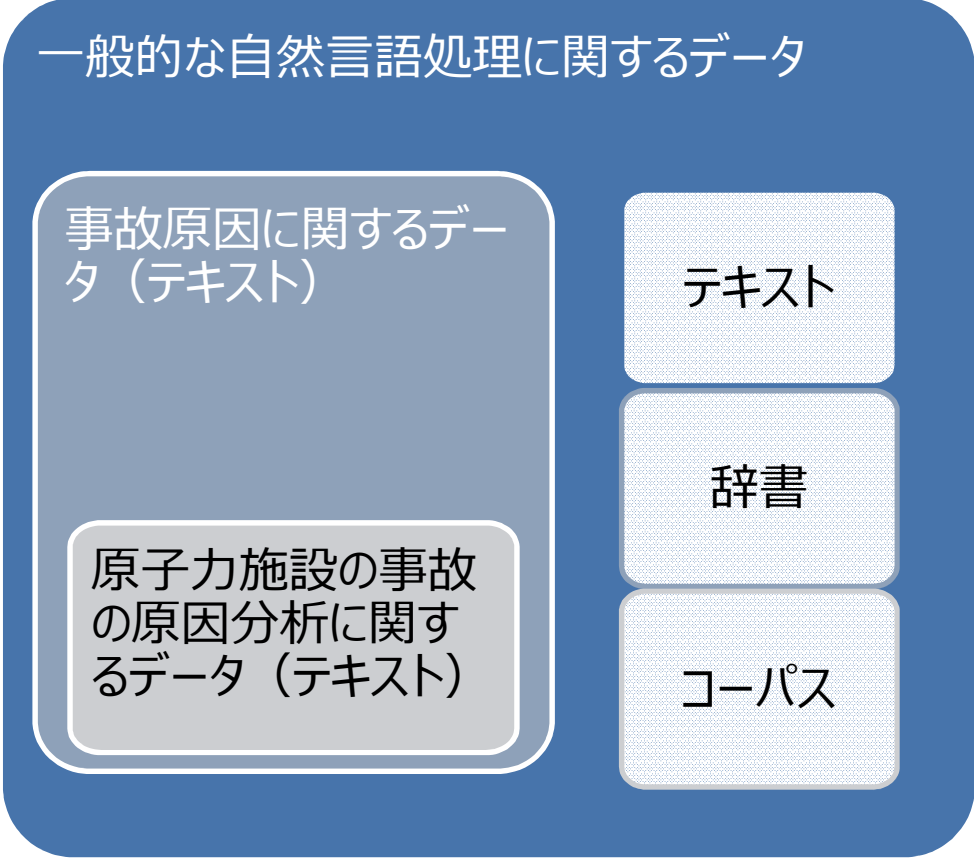 一般的な自然言語処理に関するデータ
事故原因に関するデー
タ（テキスト）
原子力施設の事故
の原因分析に関す
るデータ（テキスト）
テキスト
辞書
コーパス